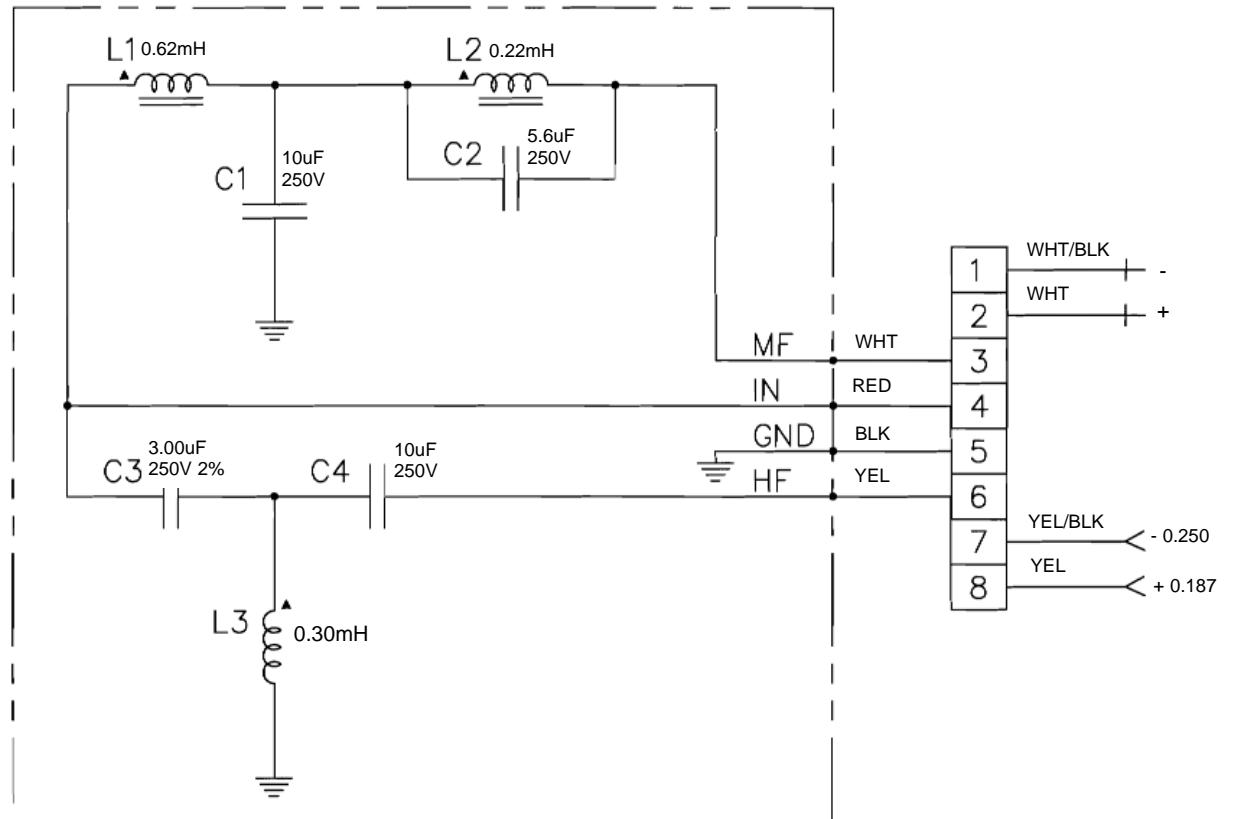 L1 0.62mH
L2 0.22mH
10uF
250V
C1
C2
5.6uF
250V
1 WHT/BLK -
2 WHT +
MF WHT 3
IN RED 4
GND BLK 5
HF YEL 6
7 YEL/BLK - 0.250
8 YEL + 0.187
C3
3.00uF
250V 2%
C4
10uF
250V
L3 0.30mH